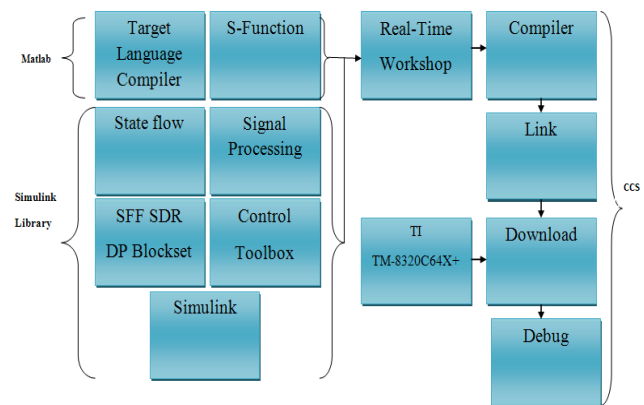 Matlab
Target
Language
Compiler
S-Function
Real-Time
Workshop
Compiler
Simulink
Library
State flow
Signal
Processing
Link
CCS
SFF SDR
DP Blockset
Control
Toolbox
TI
TM-8320C64X+
Download
Simulink
Debug